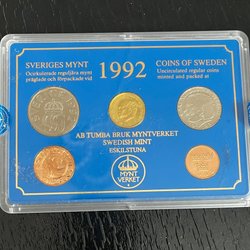 SVERIGES MYNT
1992
COINS OF SWEDEN
Ocirkulerade reguljära mynt
präglade och förpackade vid
Uncirculated regular coins
minted and packed at
AB TUMBA BRUK MYNTVERKET
SWEDISH MINT
ESKILSTUNA
MYNT
VERKET